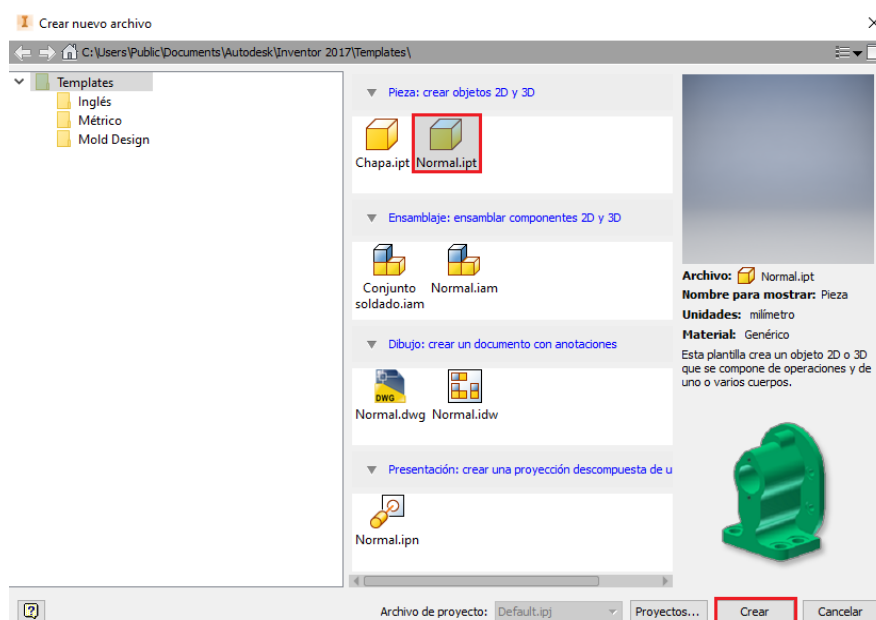 Crear nuevo archivo
C:\Users\Public\Documents\Autodesk\Inventor 2017\Templates\
Templates
Inglés
Métrico
Mold Design
Pieza: crear objetos 2D y 3D
Chapa.ipt Normal.ipt
Ensamblaje: ensamblar componentes 2D y 3D
Conjunto soldado.iam
Normal.iam
Dibujo: crear un documento con anotaciones
DWG
Normal.dwg Normal.idw
Presentación: crear una proyección descompuesta de u
Normal.ipn
Archivo: Normal.ipt
Nombre para mostrar: Pieza
Unidades: milímetro
Material: Genérico
Esta plantilla crea un objeto 2D o 3D
que se compone de operaciones y de
uno o varios cuerpos.
Archivo de proyecto: Default.ipj Proyectos... Crear Cancelar